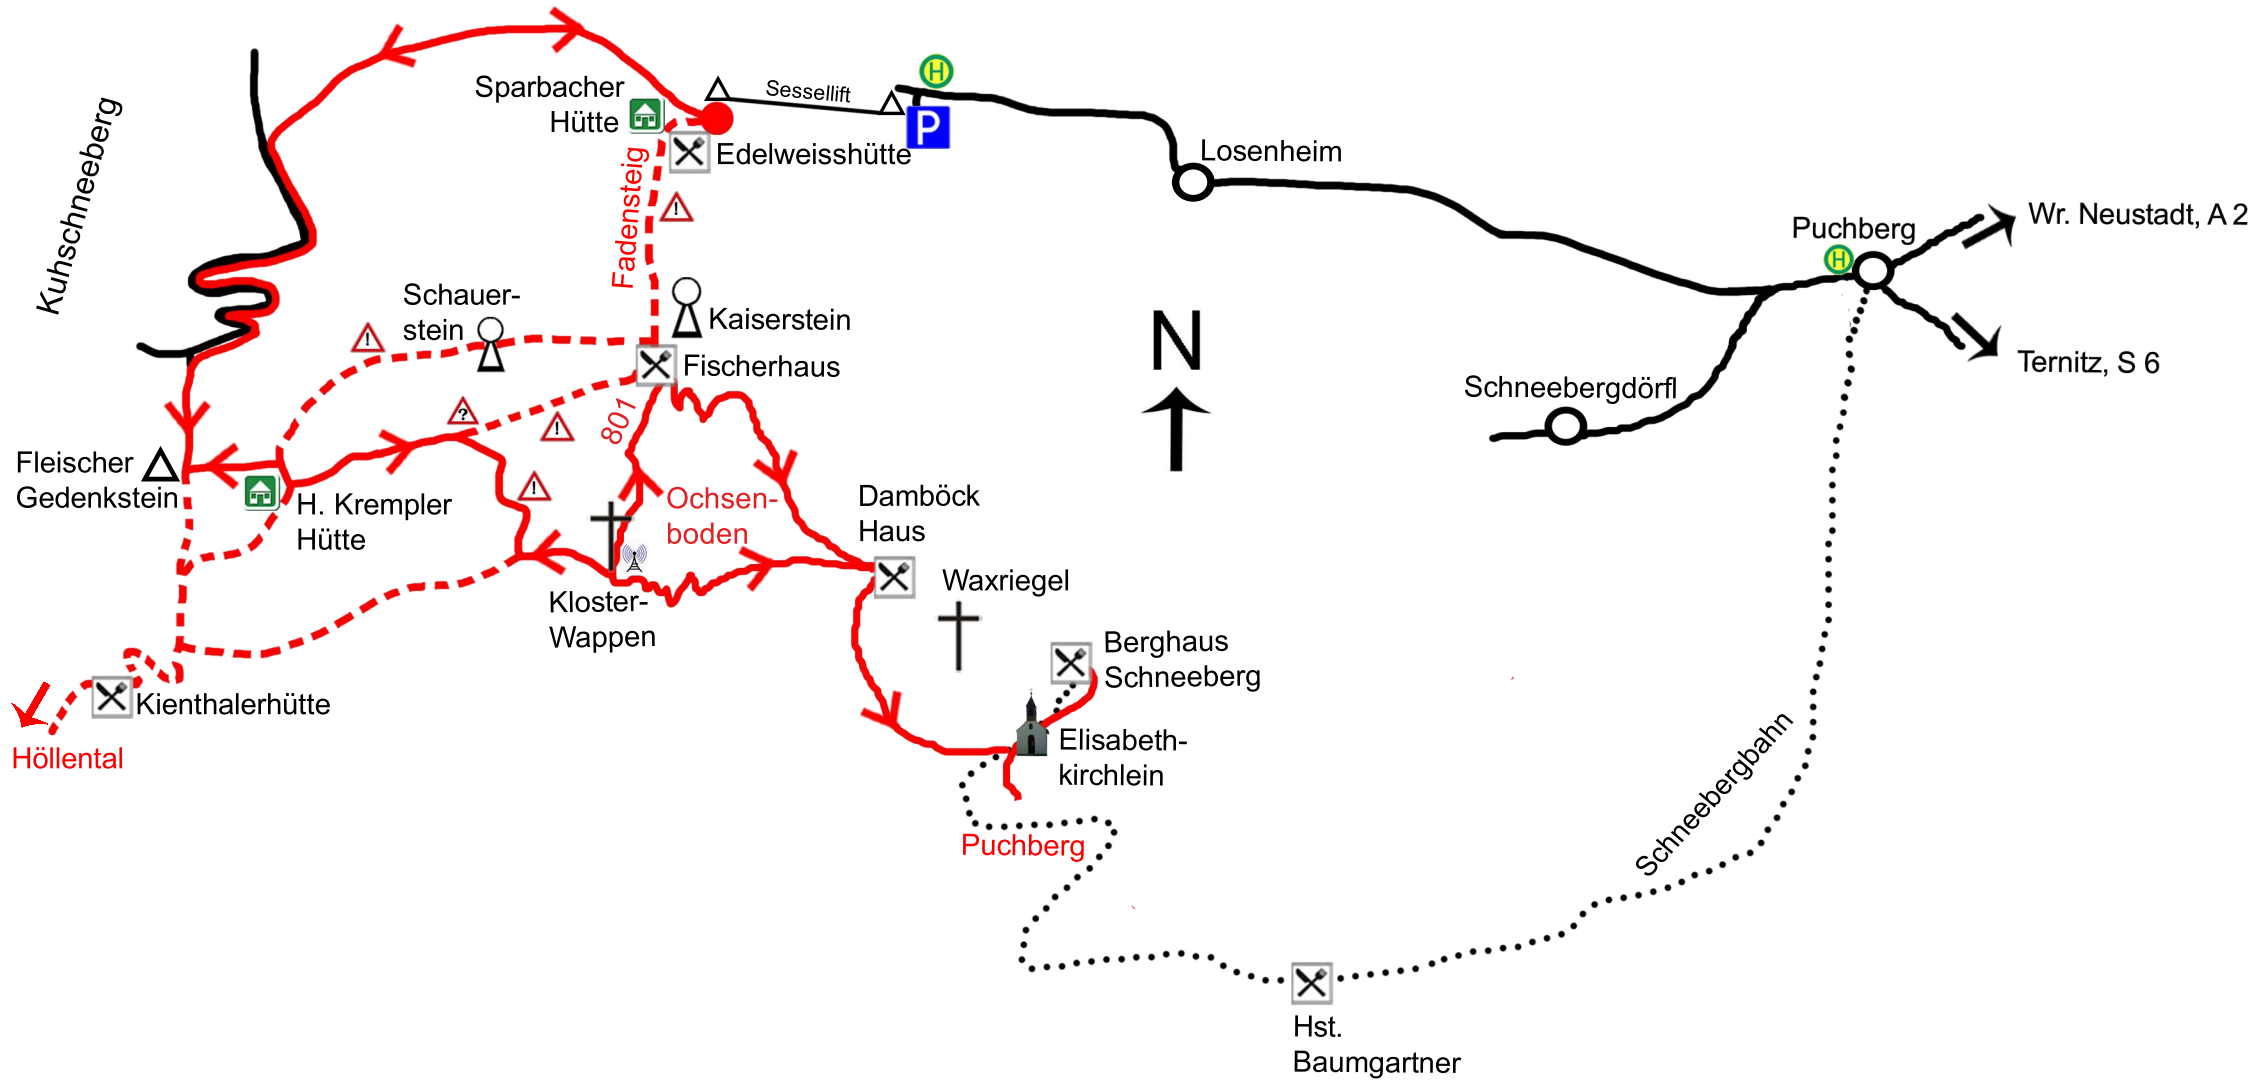 Sparbacher
Hütte
Sessellift
H
P
Edelweisshütte
Losenheim
Kuhschneeberg
Fadensteig
!
Wr. Neustadt, A 2
Puchberg
H
Schauer-
stein
!
Kaiserstein
N
Fischerhaus
Ternitz, S 6
Schneebergdörfl
?
!
801
Fleischer
Gedenkstein
H. Krempler
Hütte
!
Ochsen-
boden
Damböck
Haus
Waxriegel
Kloster-
Wappen
Berghaus
Schneeberg
Kienthalerhütte
Höllental
Elisabeth-
kirchlein
Schneebergbahn
Puchberg
Hst.
Baumgartner